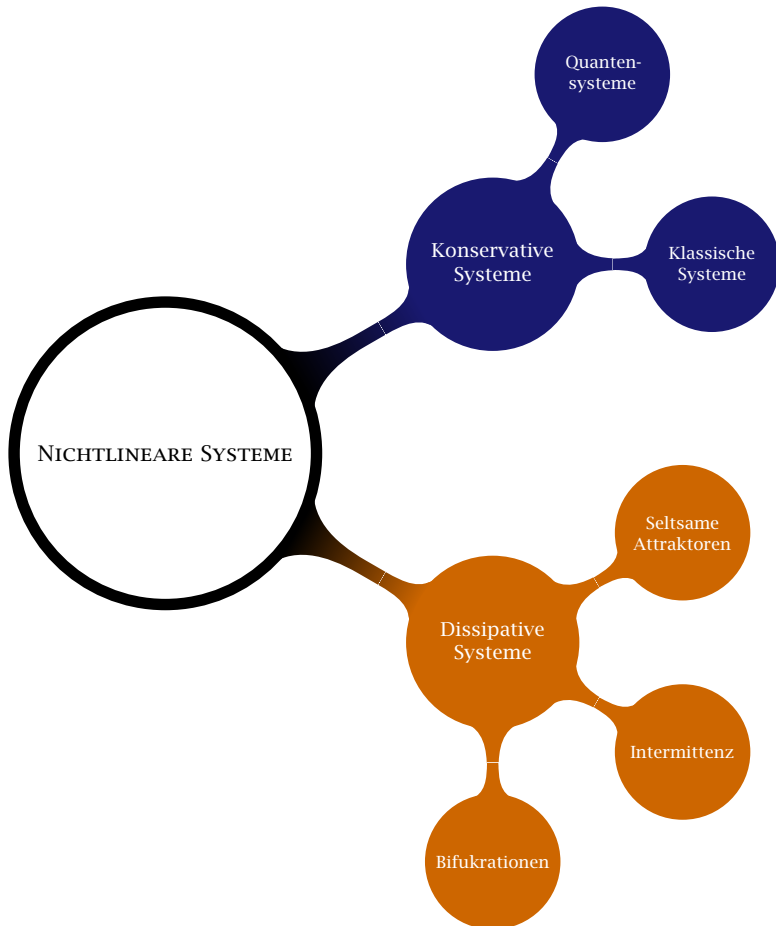 Quanten-
systeme
Konservative
Systeme
Klassische
Systeme
Nichtlineare Systeme
Seltsame
Attraktoren
Dissipative
Systeme
Intermittenz
Bifukrationen